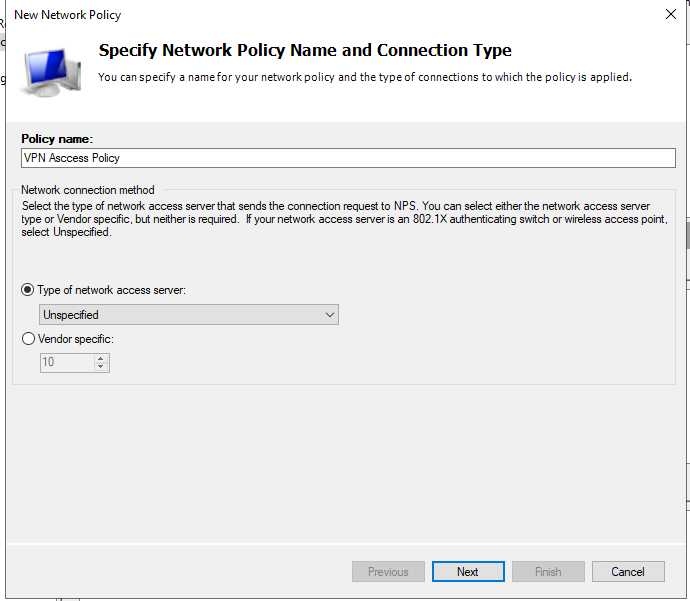 New Network Policy
Specify Network Policy Name and Connection Type
You can specify a name for your network policy and the type of connections to which the policy is applied.
Policy name:
VPN Asccess Policy
Network connection method
Select the type of network access server that sends the connection request to NPS. You can select either the network access server
type or Vendor specific, but neither is required.  If your network access server is an 802.1X authenticating switch or wireless access point,
select Unspecified.
Type of network access server:
Unspecified
Vendor specific:
10
Previous
Next
Finish
Cancel